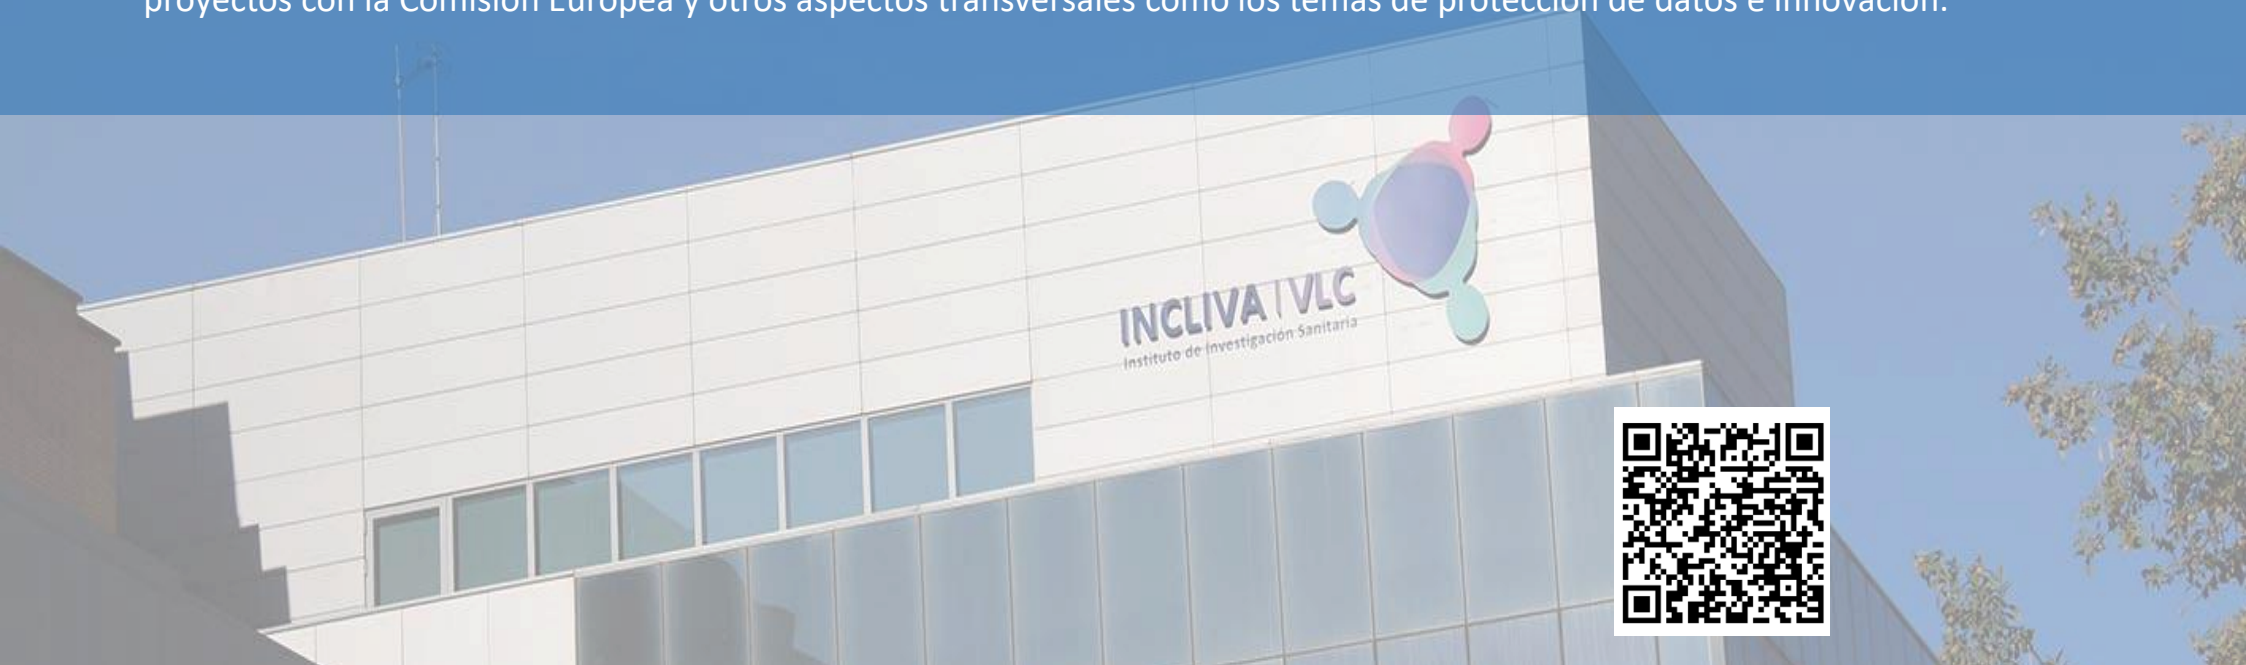 proyectos con la Comisión Europea y otros aspectos transversales como los temas de protección de datos e innovación.
INCLIVA | VLC
Instituto de Investigación Sanitaria